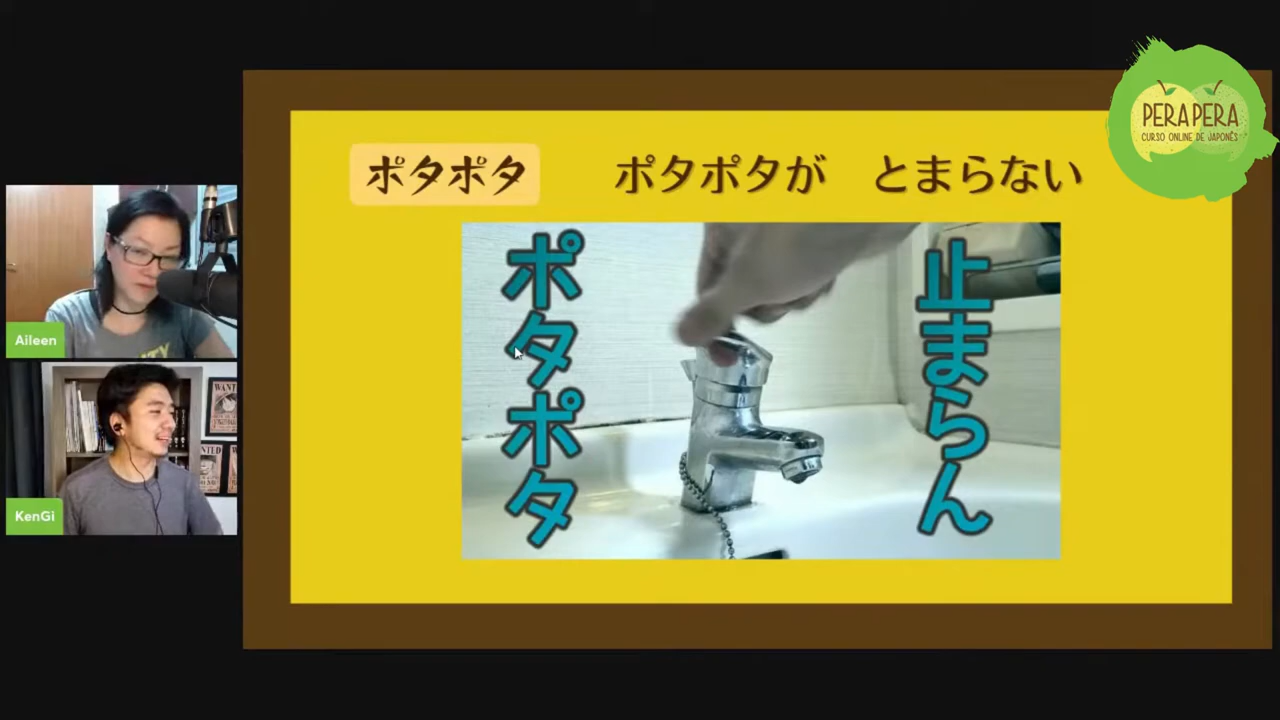 PERA PERA
CURSO ONLINE DE JAPONÊS
ポタポタ
ポタポタが とまらない
ポタポタ
止まらん
Aileen
WANTED
KenGi